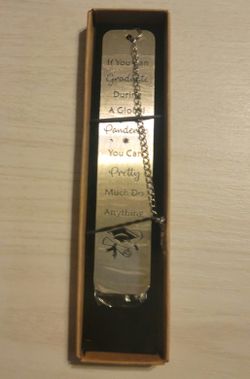 If You Can
Graduate
During
A Global
Pandemic
You Can
Pretty
Much Do
Anything